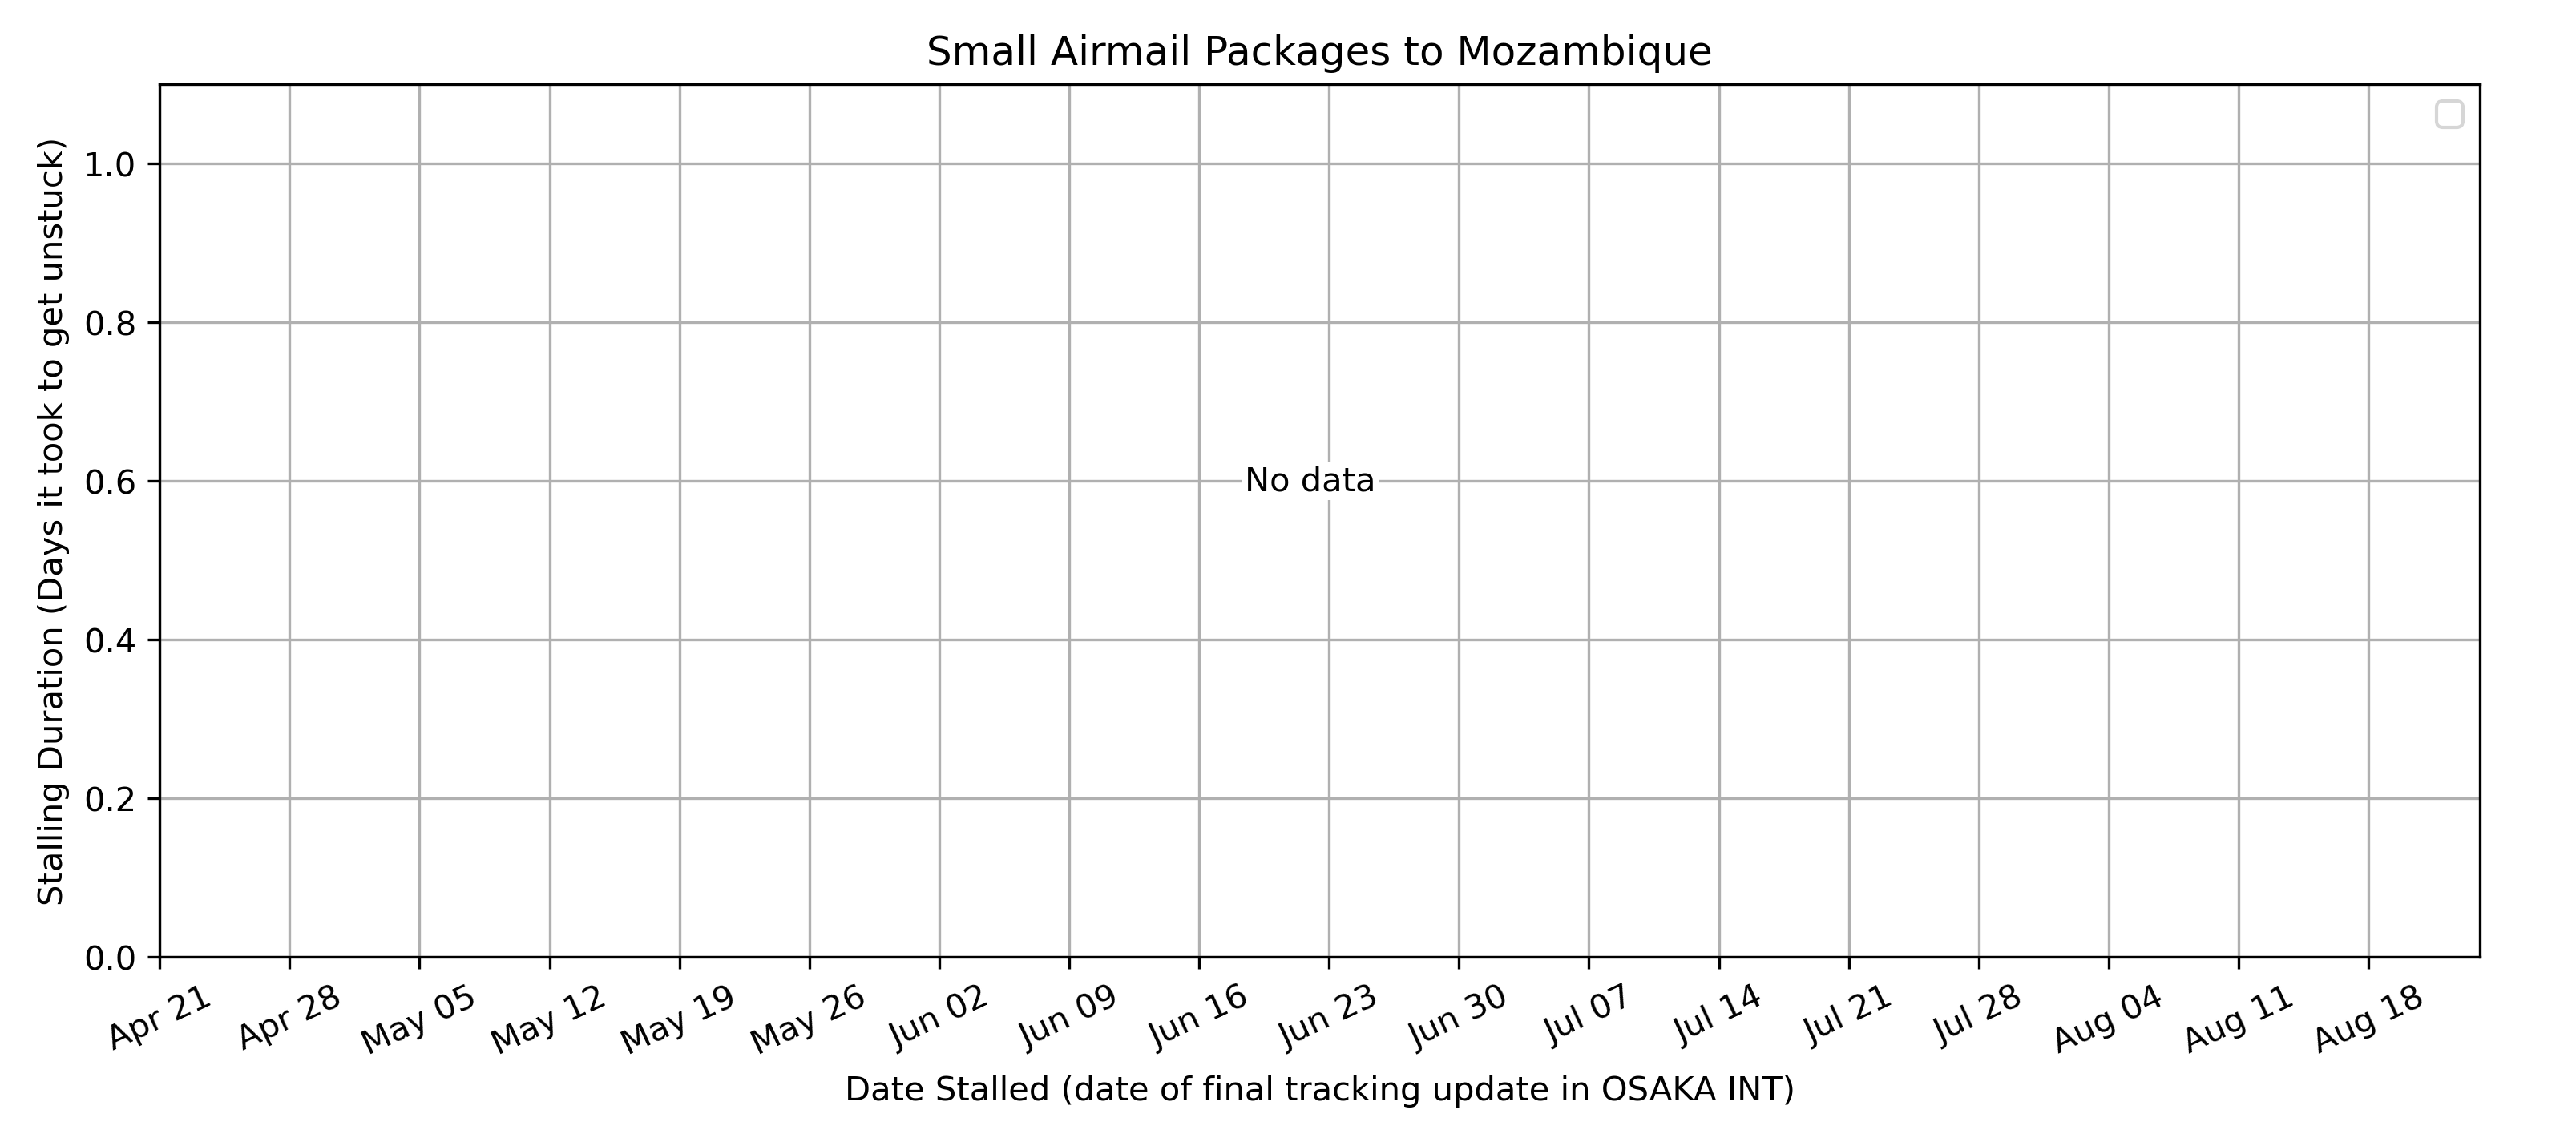 Small Airmail Packages to Mozambique
Stalling Duration (Days it took to get unstuck)
1.0
0.8
0.6
0.4
0.2
0.0
No data
Apr 21 Apr 28 May 05 May 12 May 19 May 26 Jun 02 Jun 09 Jun 16 Jun 23 Jun 30 Jul 07 Jul 14 Jul 21 Jul 28 Aug 04 Aug 11 Aug 18
Date Stalled (date of final tracking update in OSAKA INT)